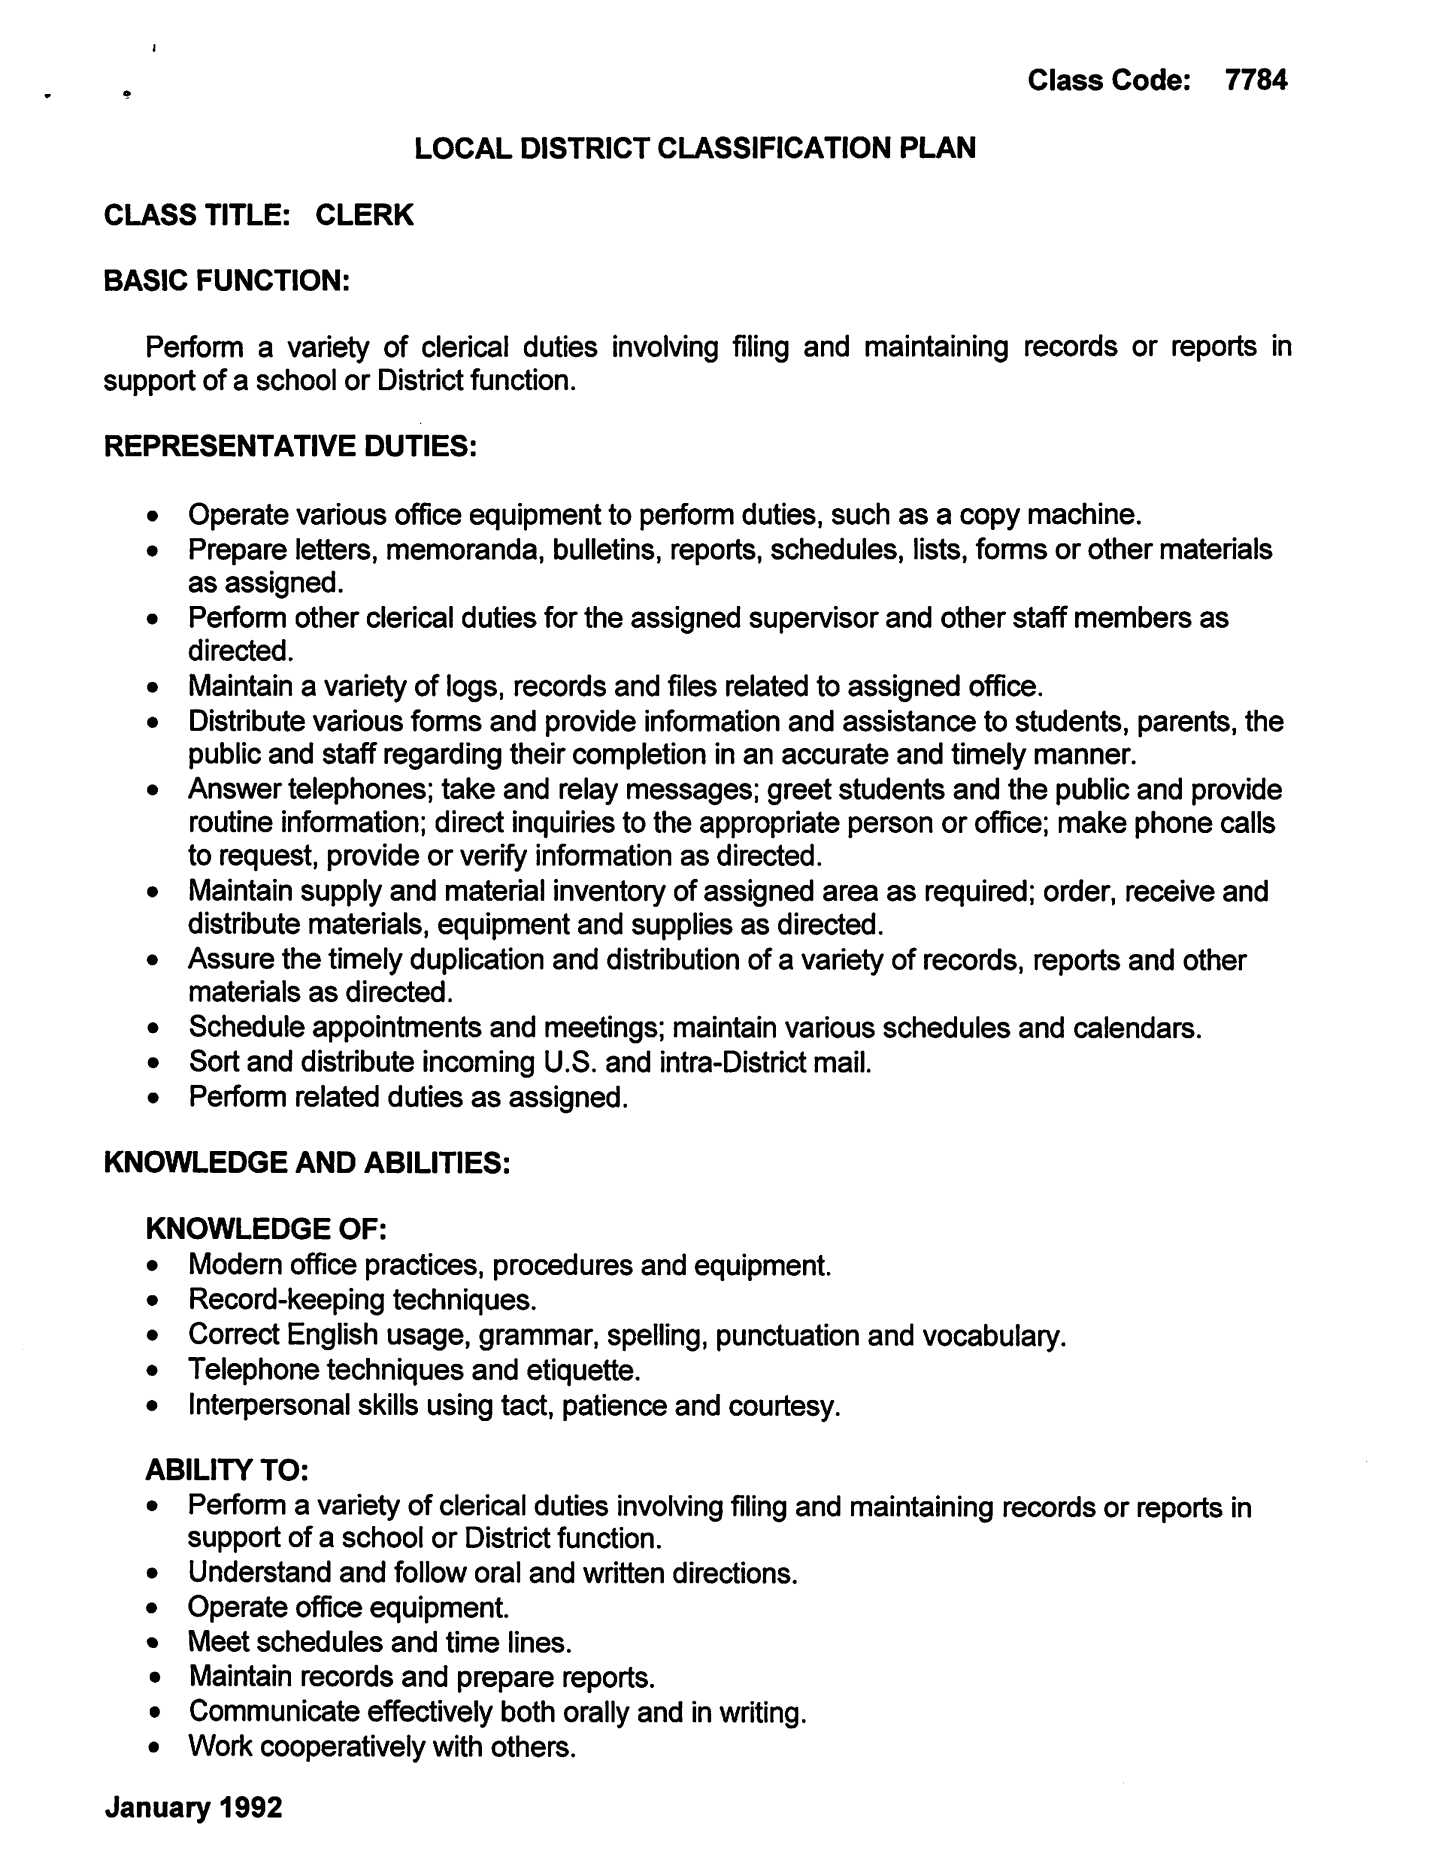 Class Code: 7784
LOCAL DISTRICT CLASSIFICATION PLAN
CLASS TITLE: CLERK
BASIC FUNCTION:
Perform a variety of clerical duties involving filing and maintaining records or reports in
support of a school or District function.
REPRESENTATIVE DUTIES:
• Operate various office equipment to perform duties, such as a copy machine.
• Prepare letters, memoranda, bulletins, reports, schedules, lists, forms or other materials
as assigned.
• Perform other clerical duties for the assigned supervisor and other staff members as
directed.
• Maintain a variety of logs, records and files related to assigned office.
• Distribute various forms and provide information and assistance to students, parents, the
public and staff regarding their completion in an accurate and timely manner.
• Answer telephones; take and relay messages; greet students and the public and provide
routine information; direct inquiries to the appropriate person or office; make phone calls
to request, provide or verify information as directed.
• Maintain supply and material inventory of assigned area as required; order, receive and
distribute materials, equipment and supplies as directed.
• Assure the timely duplication and distribution of a variety of records, reports and other
materials as directed.
• Schedule appointments and meetings; maintain various schedules and calendars.
• Sort and distribute incoming U.S. and intra-District mail.
• Perform related duties as assigned.
KNOWLEDGE AND ABILITIES:
KNOWLEDGE OF:
• Modern office practices, procedures and equipment.
• Record-keeping techniques.
• Correct English usage, grammar, spelling, punctuation and vocabulary.
• Telephone techniques and etiquette.
• Interpersonal skills using tact, patience and courtesy.
ABILITY TO:
• Perform a variety of clerical duties involving filing and maintaining records or reports in
support of a school or District function.
• Understand and follow oral and written directions.
• Operate office equipment.
• Meet schedules and time lines.
• Maintain records and prepare reports.
• Communicate effectively both orally and in writing.
• Work cooperatively with others.
January 1992